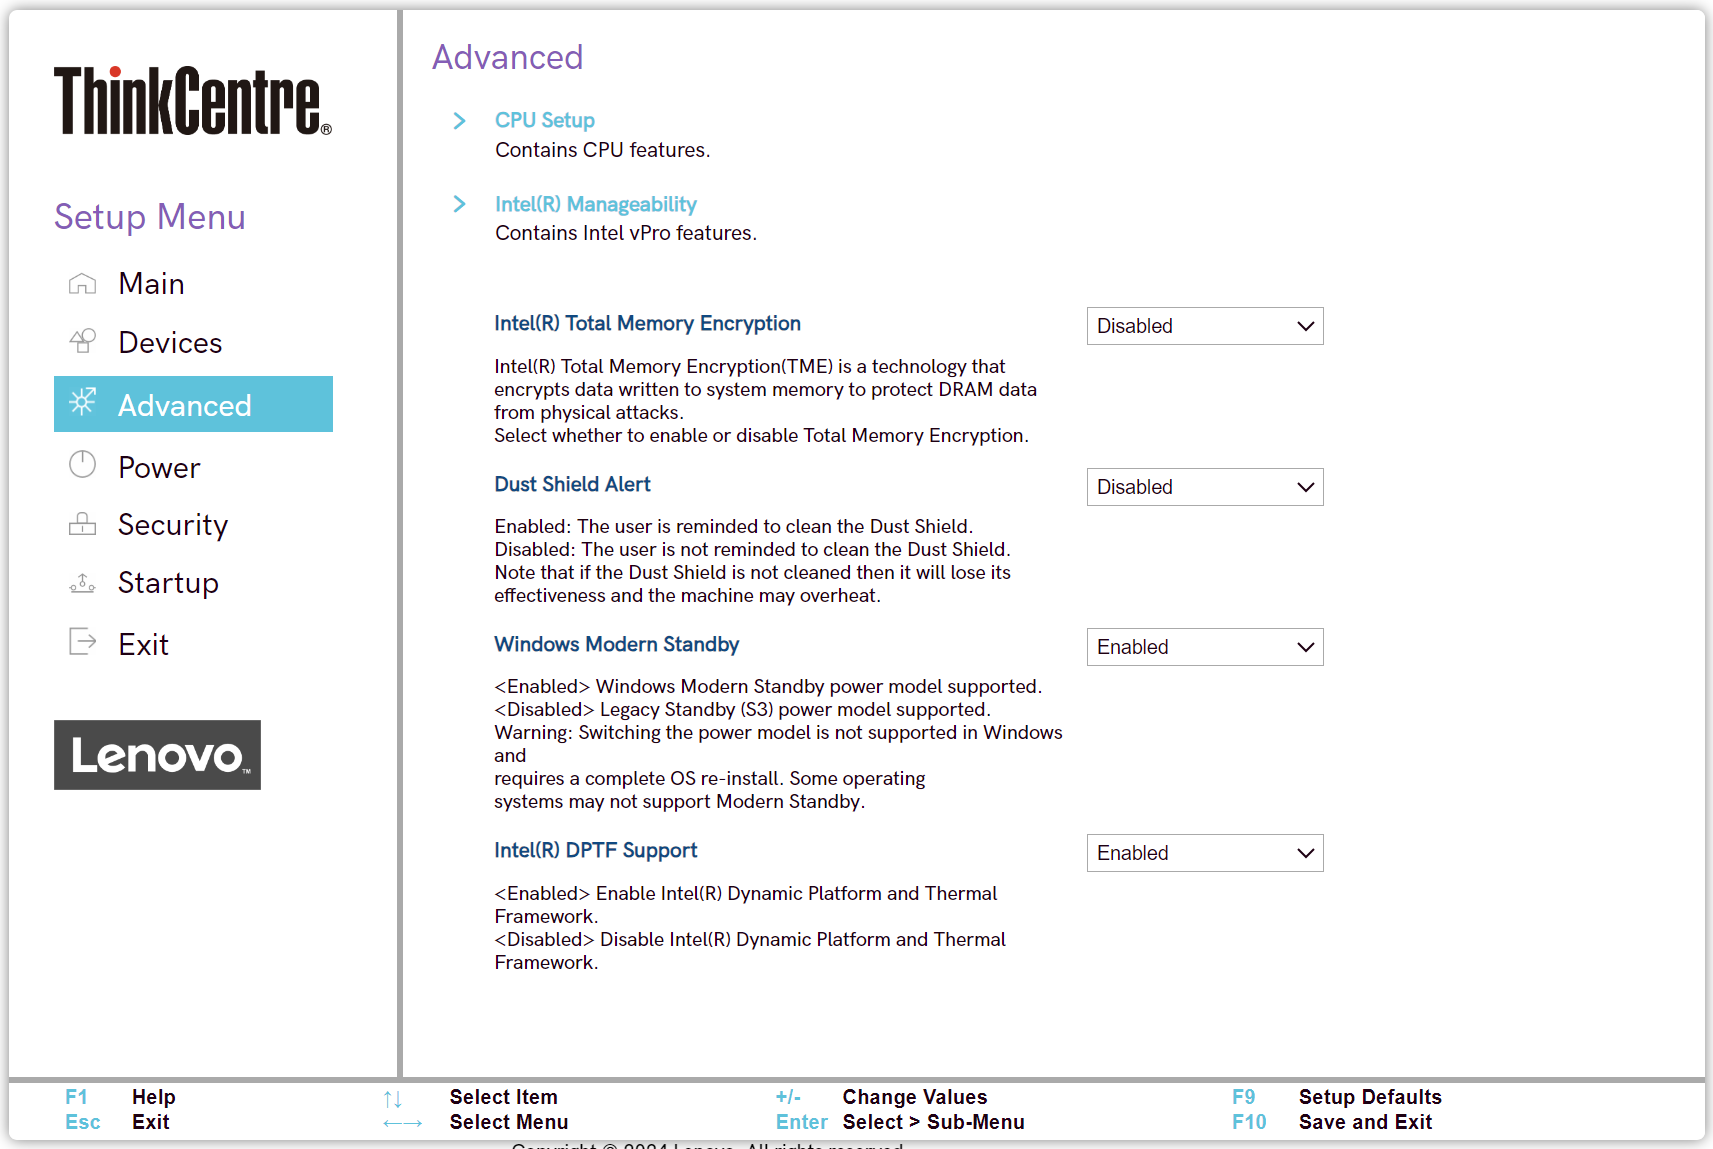 ThinkCentre®
Setup Menu
Main
Devices
Advanced
Power
Security
Startup
Exit
Lenovo™
Advanced
CPU Setup
Contains CPU features.
Intel(R) Manageability
Contains Intel vPro features.
Intel(R) Total Memory Encryption
Disabled
Intel(R) Total Memory Encryption(TME) is a technology that
encrypts data written to system memory to protect DRAM data
from physical attacks.
Select whether to enable or disable Total Memory Encryption.
Dust Shield Alert
Disabled
Enabled: The user is reminded to clean the Dust Shield.
Disabled: The user is not reminded to clean the Dust Shield.
Note that if the Dust Shield is not cleaned then it will lose its
effectiveness and the machine may overheat.
Windows Modern Standby
Enabled
<Enabled> Windows Modern Standby power model supported.
<Disabled> Legacy Standby (S3) power model supported.
Warning: Switching the power model is not supported in Windows
and
requires a complete OS re-install. Some operating
systems may not support Modern Standby.
Intel(R) DPTF Support
Enabled
<Enabled> Enable Intel(R) Dynamic Platform and Thermal
Framework.
<Disabled> Disable Intel(R) Dynamic Platform and Thermal
Framework.
F1 Help ↑↓ Select Item +/- Change Values F9 Setup Defaults
Esc Exit ←→ Select Menu Enter Select > Sub-Menu F10 Save and Exit
Copyright © 2024 Lenovo. All rights reserved